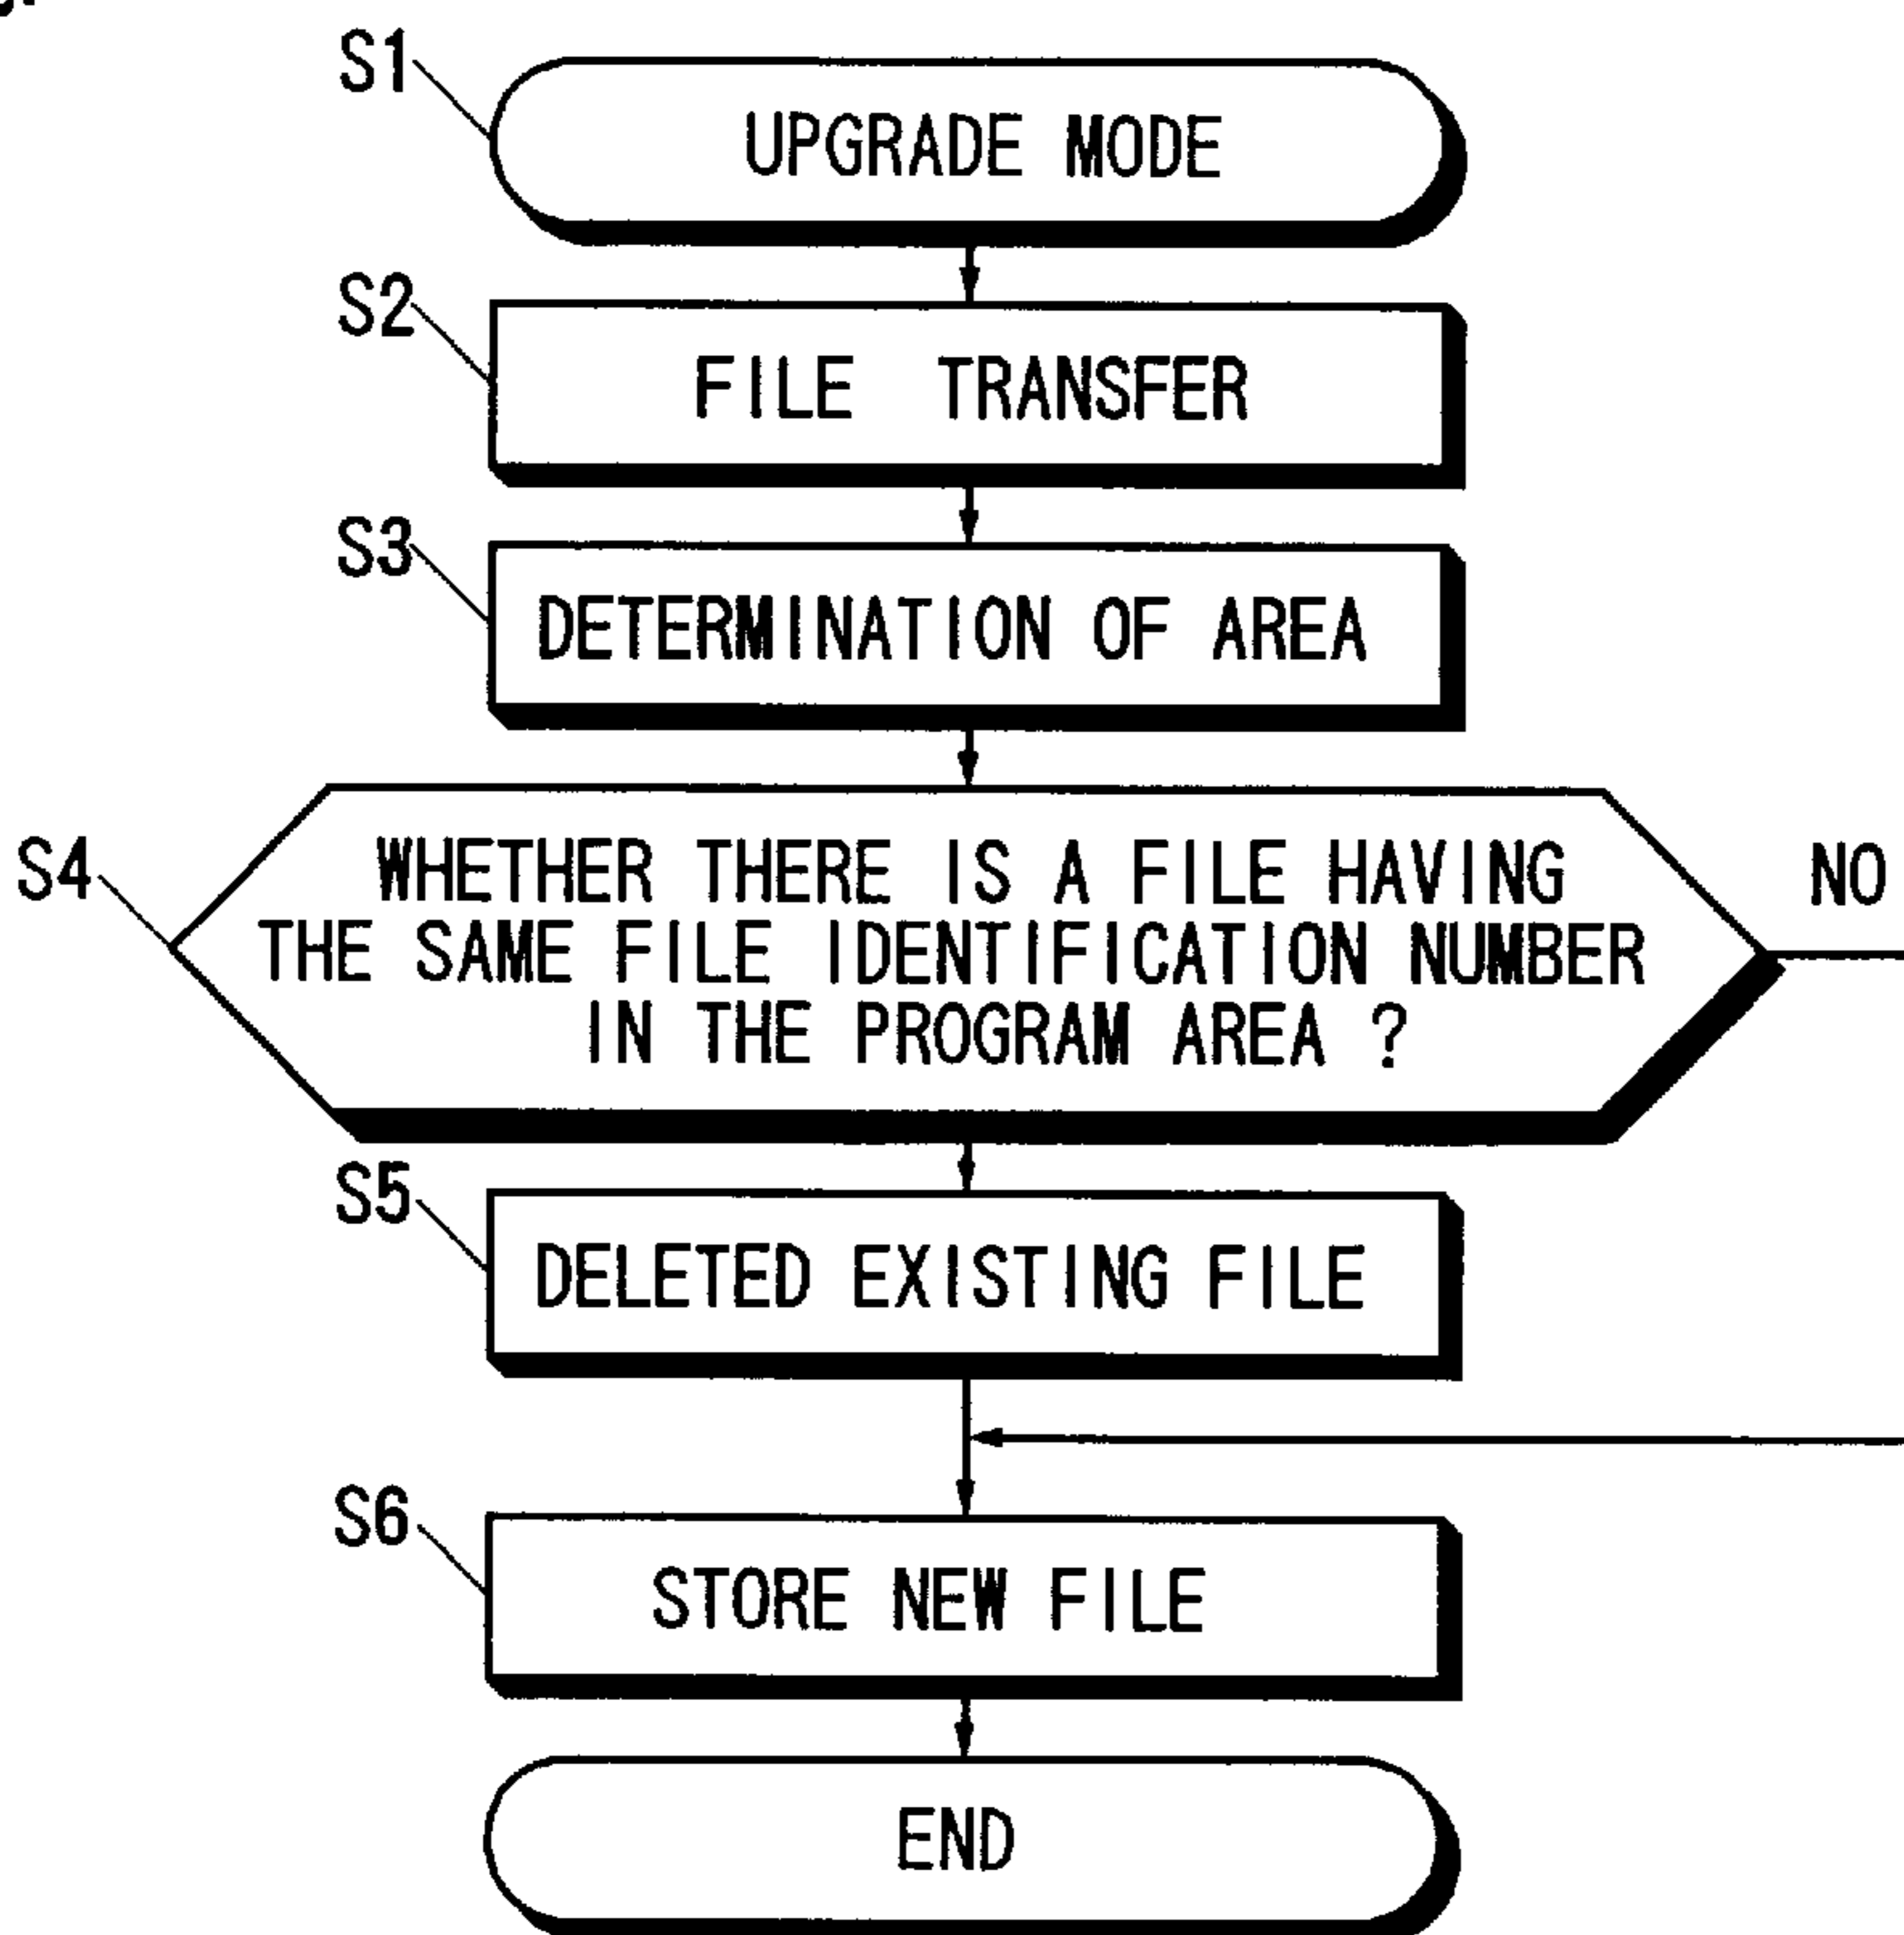 S1
UPGRADE MODE
S2
FILE TRANSFER
S3
DETERMINATION OF AREA
S4
WHETHER THERE IS A FILE HAVING
THE SAME FILE IDENTIFICATION NUMBER
IN THE PROGRAM AREA ?
NO
S5
DELETED EXISTING FILE
S6
STORE NEW FILE
END